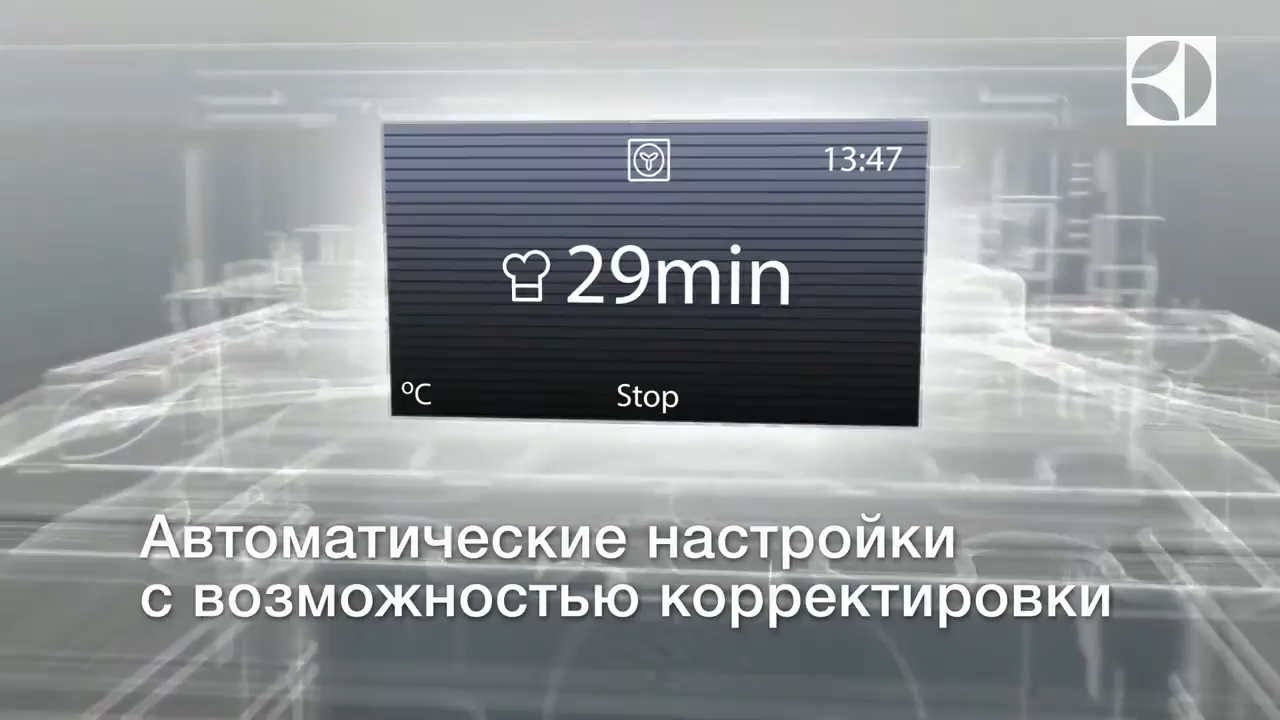 13:47
29min
ºC
Stop
Автоматические настройки
с возможностью корректировки